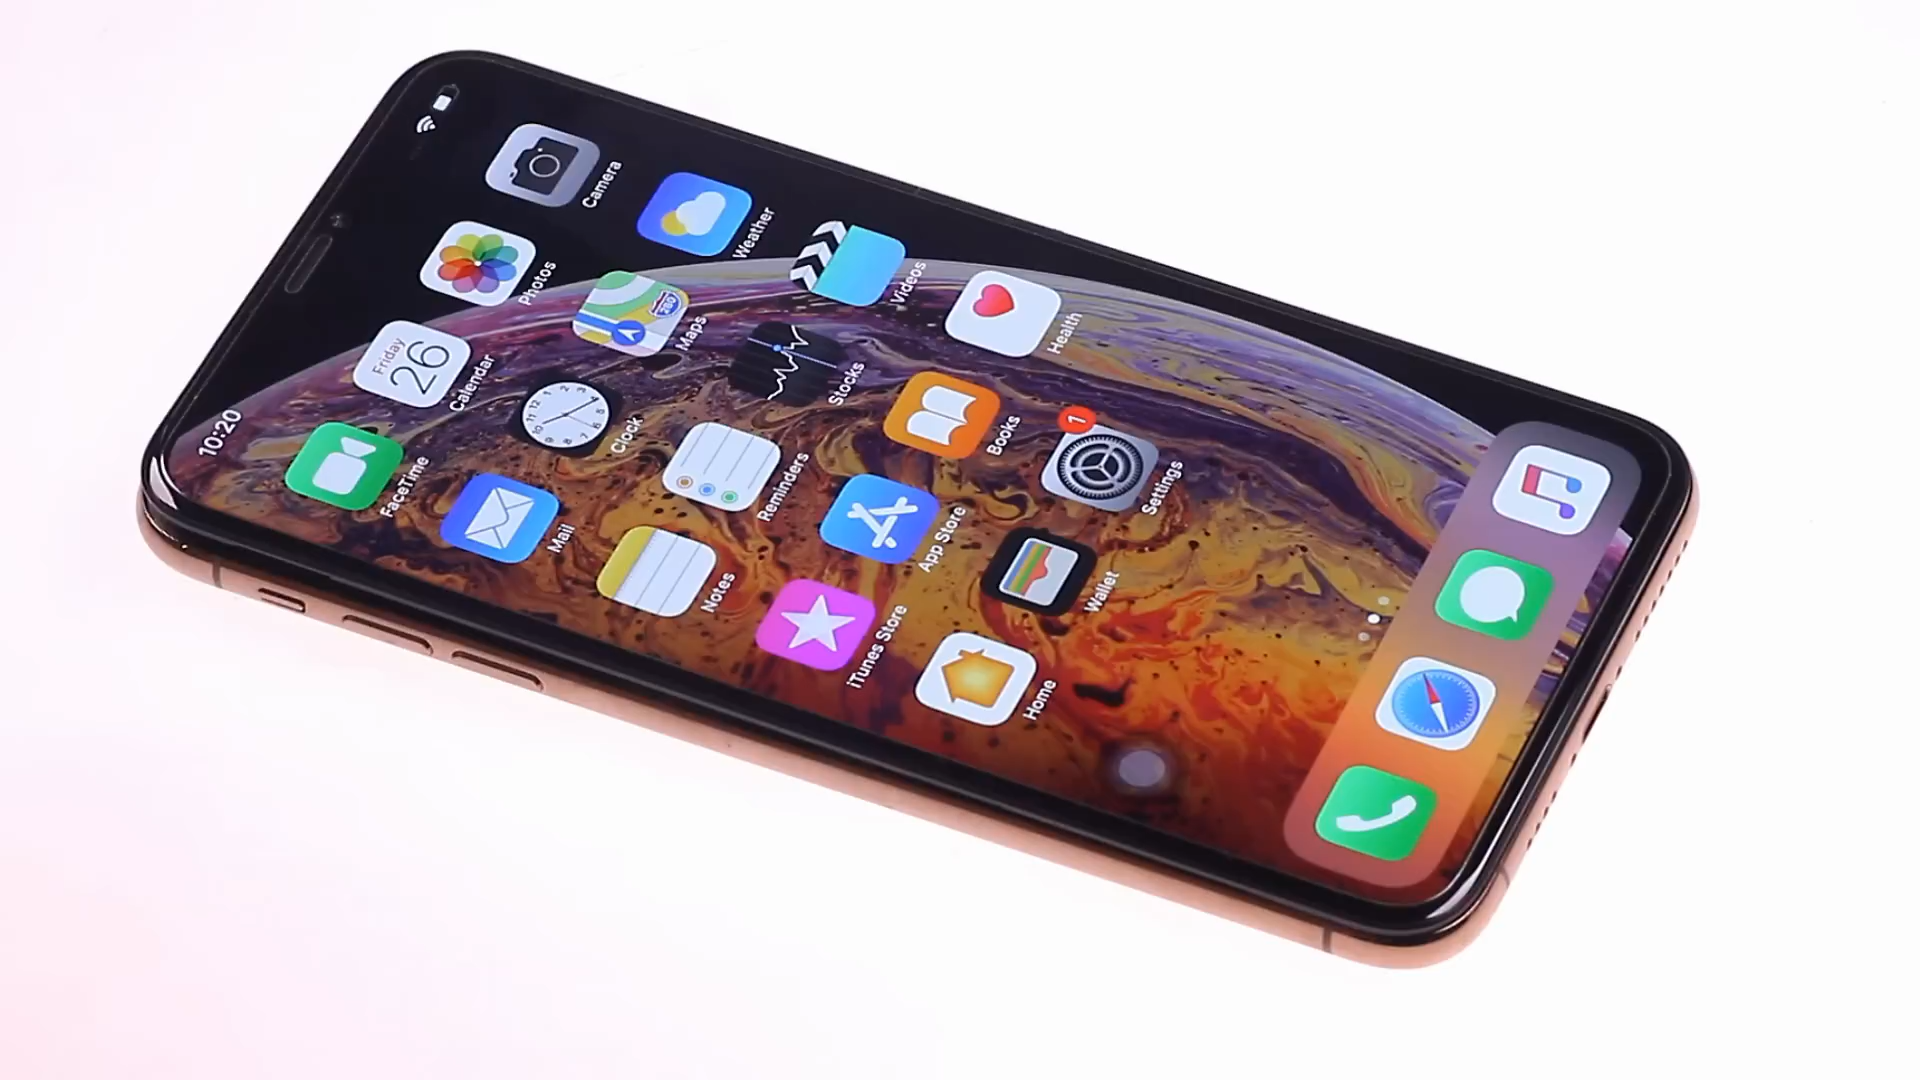 10:20
FaceTime
Friday
26
Calendar
Photos
Camera
Mail
Clock
Maps
280
Weather
Notes
Reminders
Stocks
Videos
iTunes Store
App Store
Books
Health
Home
Wallet
1
Settings